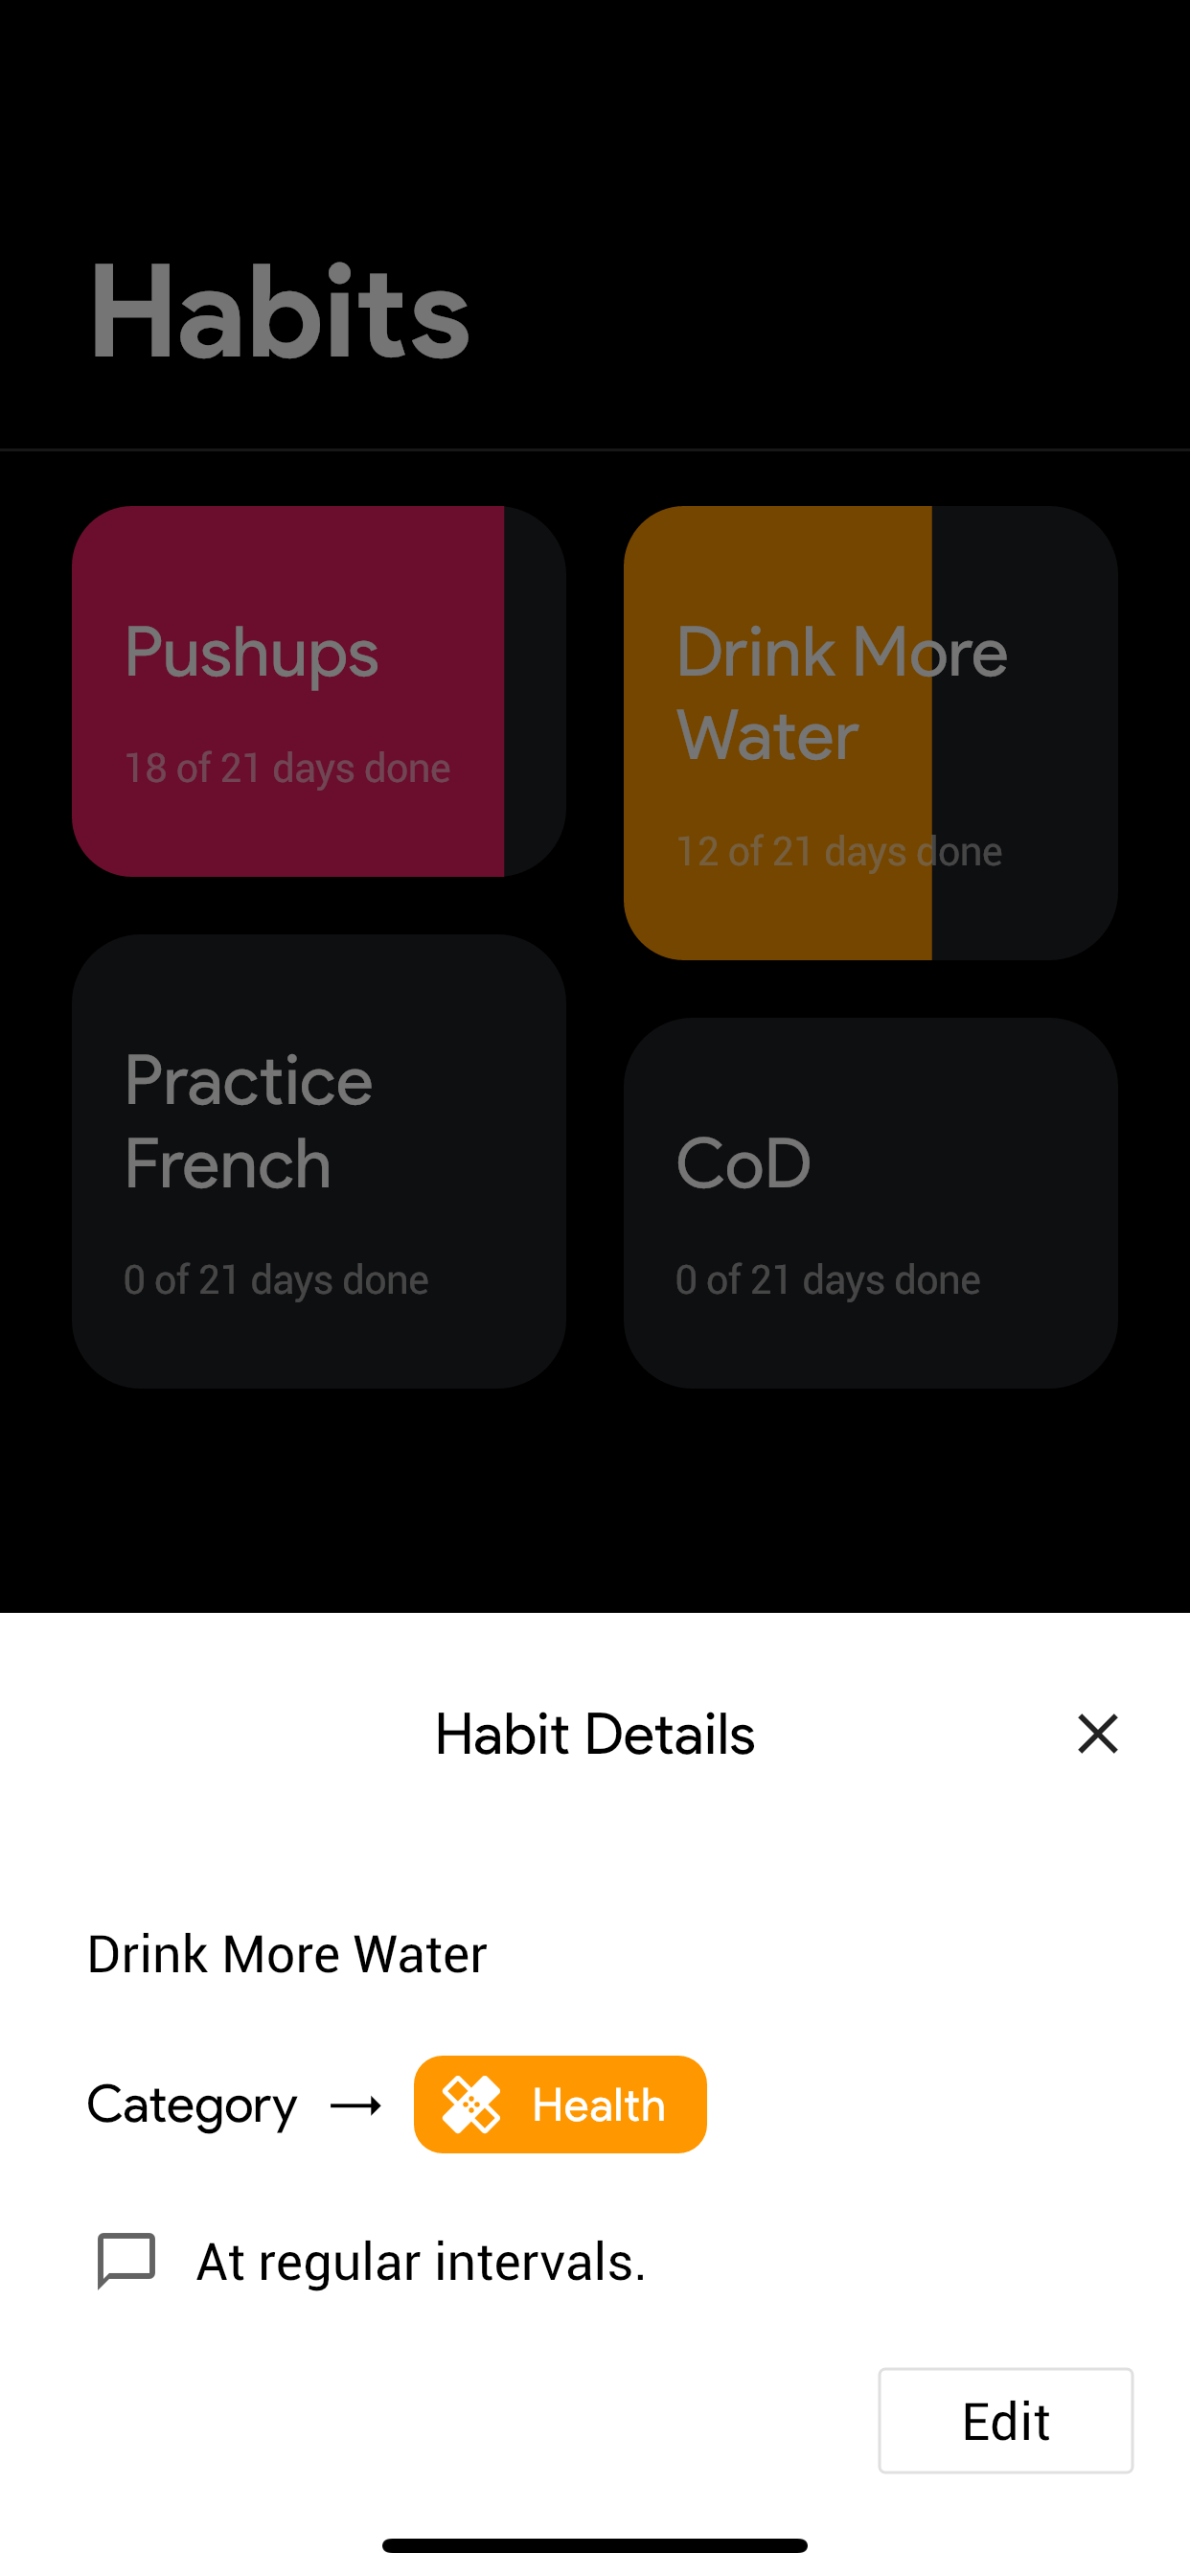 Habits
Pushups
18 of 21 days done
Drink More
Water
12 of 21 days done
Practice
French
0 of 21 days done
CoD
0 of 21 days done
Habit Details
Drink More Water
Category → Health
At regular intervals.
Edit